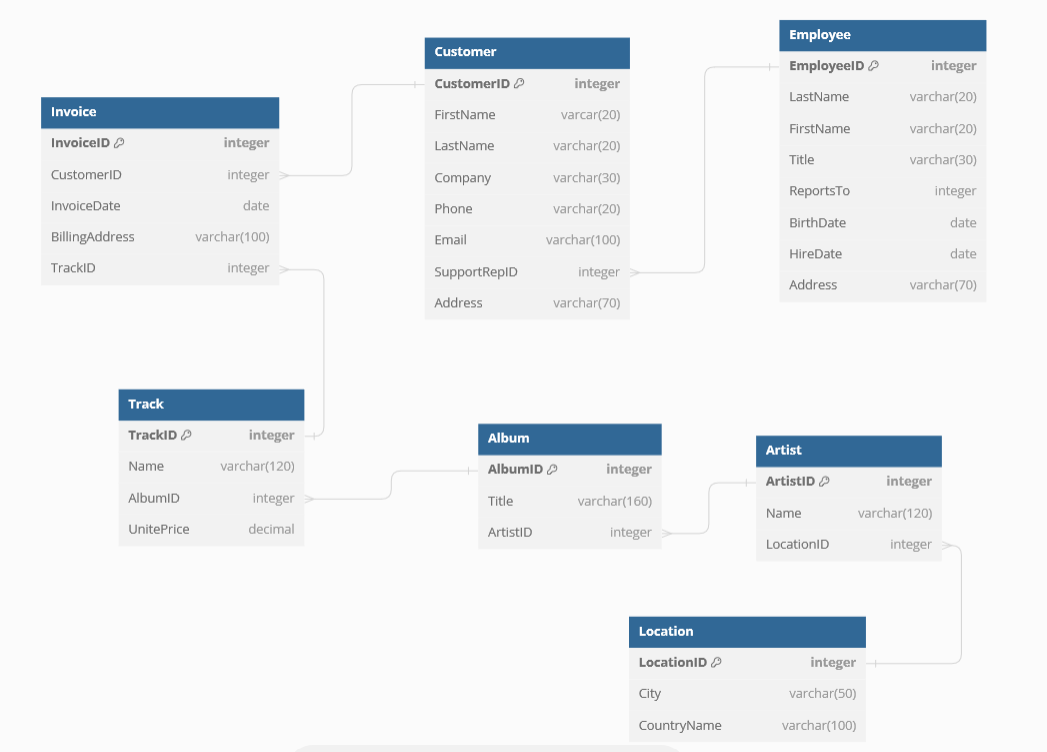 Invoice
InvoiceID integer
CustomerID integer
InvoiceDate date
BillingAddress varchar(100)
TrackID integer
Customer
CustomerID integer
FirstName varcar(20)
LastName varchar(20)
Company varchar(30)
Phone varchar(20)
Email varchar(100)
SupportRepID integer
Address varchar(70)
Employee
EmployeeID integer
LastName varchar(20)
FirstName varchar(20)
Title varchar(30)
ReportsTo integer
BirthDate date
HireDate date
Address varchar(70)
Track
TrackID integer
Name varchar(120)
AlbumID integer
UnitePrice decimal
Album
AlbumID integer
Title varchar(160)
ArtistID integer
Artist
ArtistID integer
Name varchar(120)
LocationID integer
Location
LocationID integer
City varchar(50)
CountryName varchar(100)